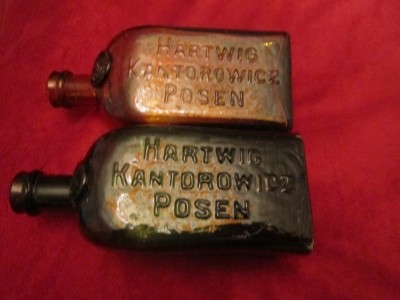 HARTWIG
KANTOROWICZ
POSEN
HARTWIG
KANTOROWICZ
POSEN